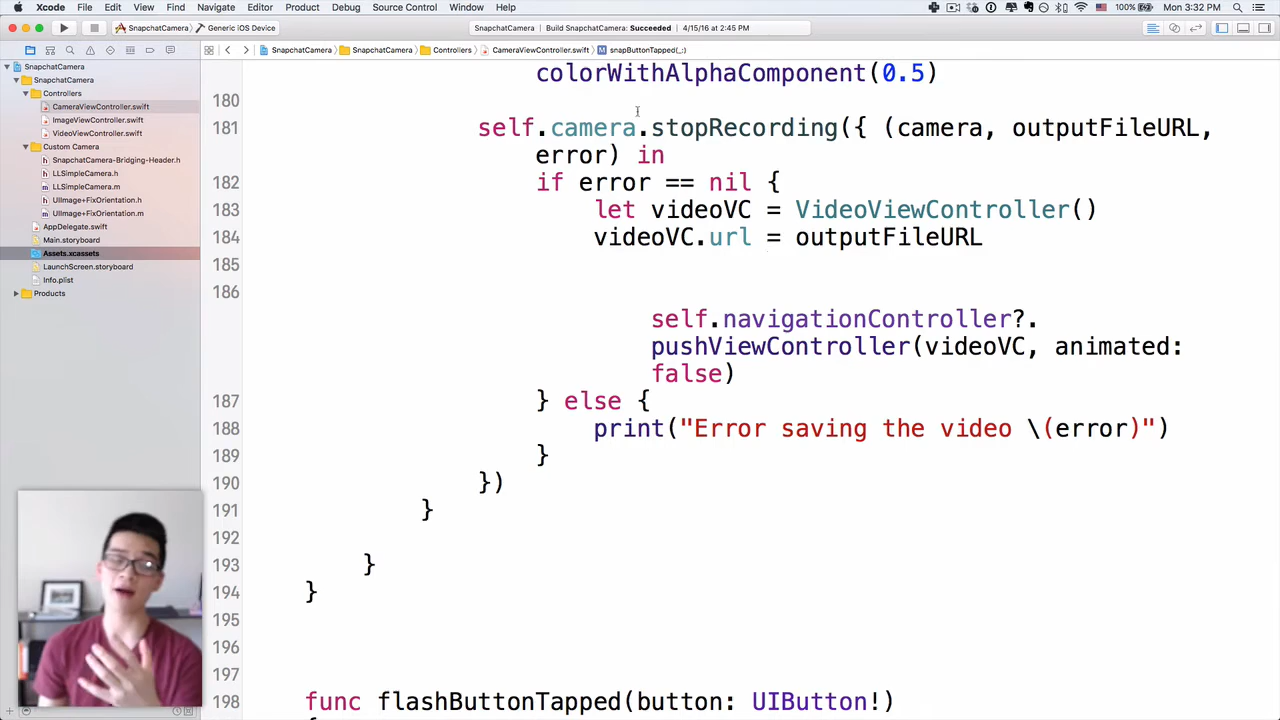 Xcode File Edit View Find Navigate Editor Product Debug Source Control Window Help 100% Mon 3:32 PM
SnapchatCamera Generic iOS Device SnapchatCamera Build SnapchatCamera: Succeeded 4/15/16 at 2:45 PM
SnapchatCamera SnapchatCamera Controllers CameraViewController.swift M snapButtonTapped(_:)
SnapchatCamera
SnapchatCamera
Controllers
CameraViewController.swift
ImageViewController.swift
VideoViewController.swift
Custom Camera
SnapchatCamera-Bridging-Header.h
LLSimpleCamera.h
LLSimpleCamera.m
UIImage+FixOrientation.h
UIImage+FixOrientation.m
AppDelegate.swift
Main.storyboard
Assets.xcassets
LaunchScreen.storyboard
Info.plist
Products
colorWithAlphaComponent(0.5)
180
181 self.camera.stopRecording({ (camera, outputFileURL,
error) in
182 if error == nil {
183 let videoVC = VideoViewController()
184 videoVC.url = outputFileURL
185
186
self.navigationController?.
pushViewController(videoVC, animated:
false)
187 } else {
188 print("Error saving the video \(error)")
189 }
190 })
191 }
192
193 }
194 }
195
196
197
198 func flashButtonTapped(button: UIButton!)